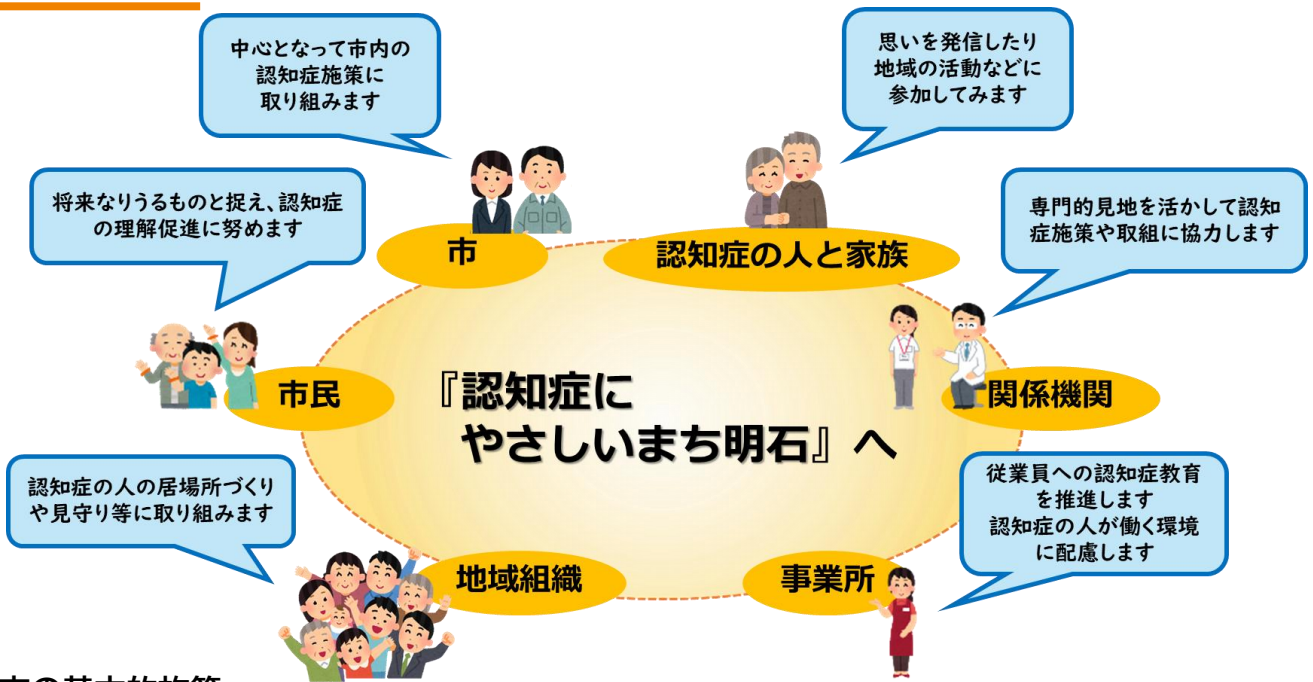 中心となって市内の
認知症施策に
取り組みます
思いを発信したり
地域の活動などに
参加してみます
将来なりうるものと捉え、認知症
の理解促進に努めます
専門的見地を活かして認知
症施策や取組に協力します
市
認知症の人と家族
市民
『認知症に
やさしいまち明石』へ
関係機関
認知症の人の居場所づくり
や見守り等に取り組みます
従業員への認知症教育
を推進します
認知症の人が働く環境
に配慮します
地域組織
事業所